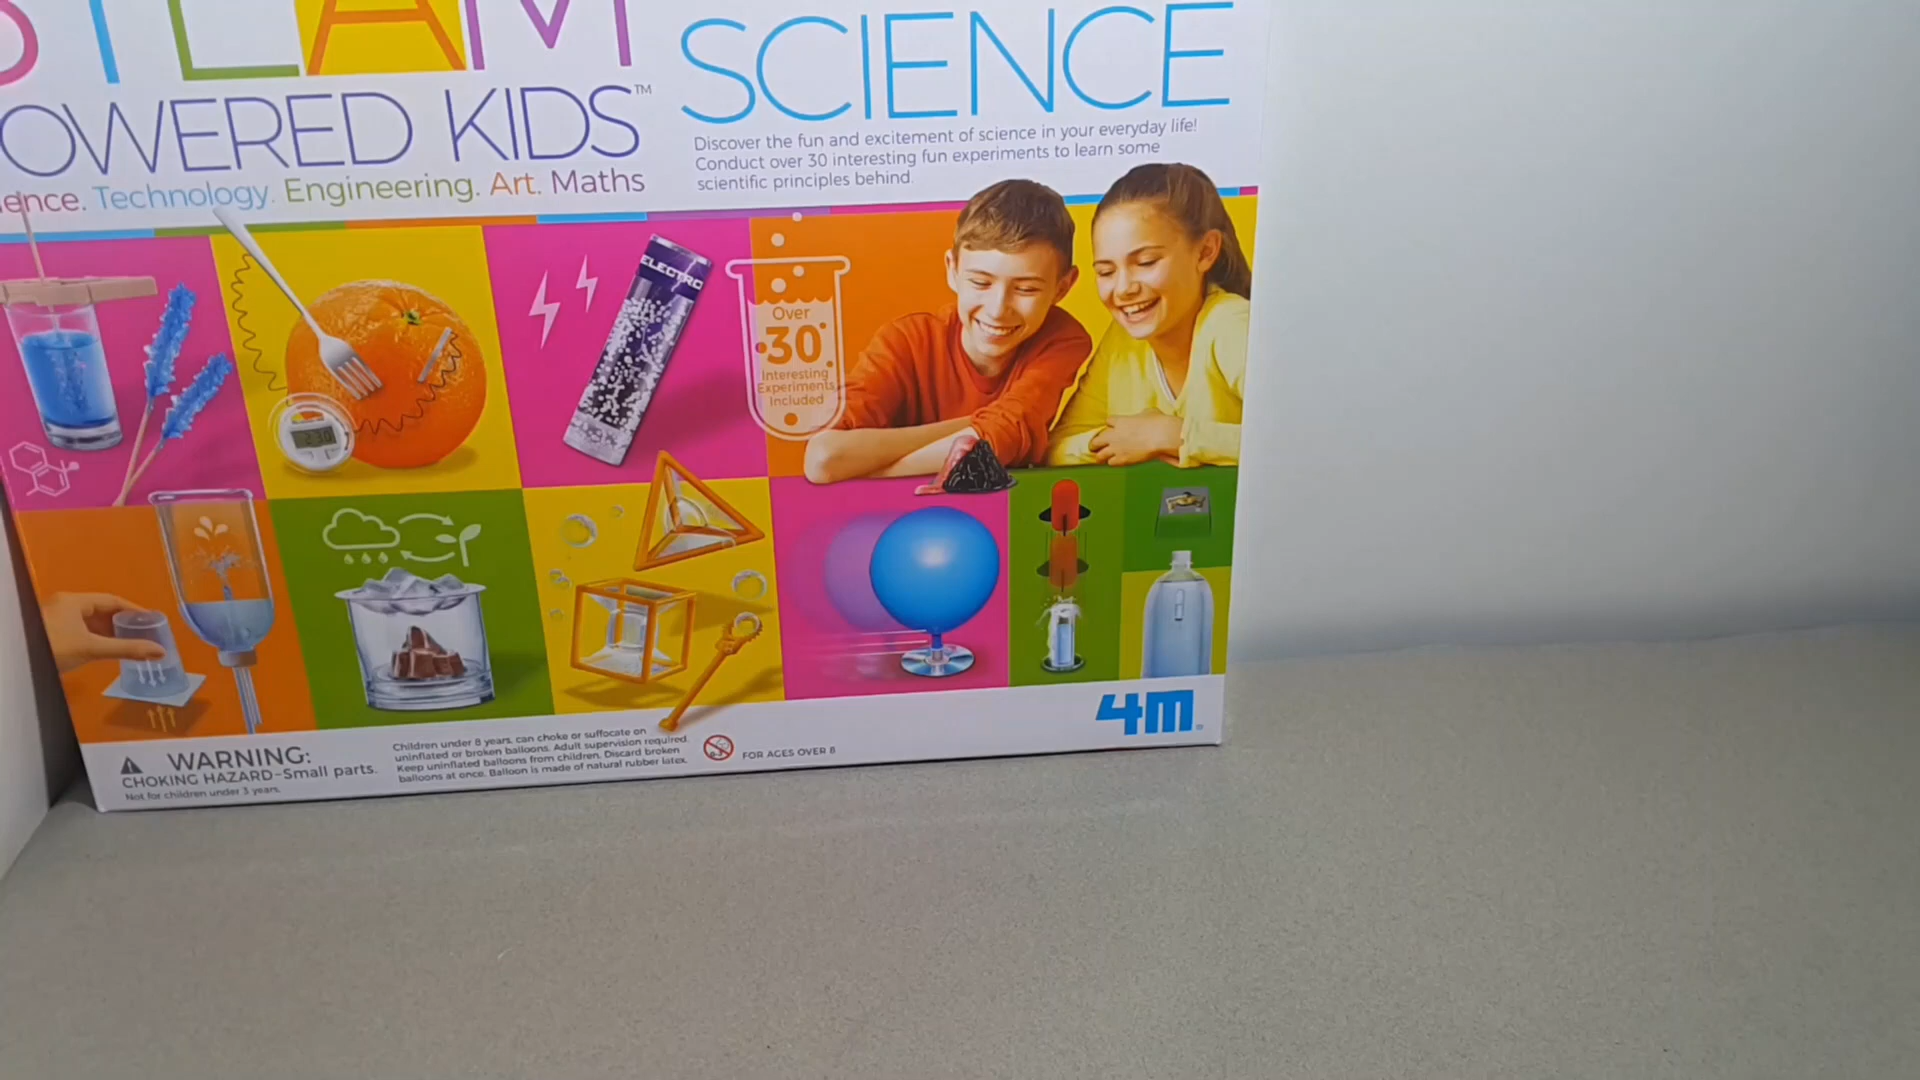 STEAM
OWERED KIDS™
ence. Technology. Engineering. Art. Maths
SCIENCE
Discover the fun and excitement of science in your everyday life!
Conduct over 30 interesting fun experiments to learn some
scientific principles behind.
ELECTRO
Over
30
Interesting
Experiments
Included
230
4M
WARNING:
CHOKING HAZARD-Small parts.
Not for children under 3 years.
Children under 8 years, can choke or suffocate on
uninflated or broken balloons. Adult supervision required.
Keep uninflated balloons from children. Discard broken
balloons at once. Balloon is made of natural rubber latex.
FOR AGES OVER 8